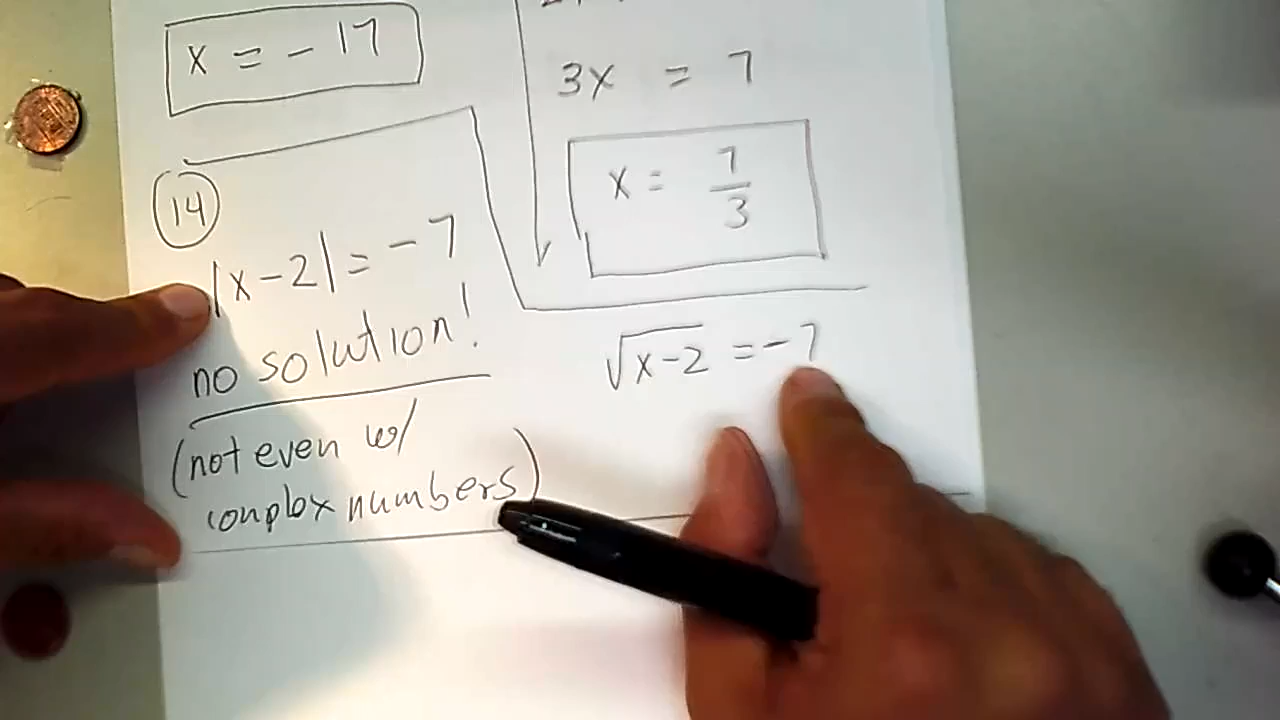 x = - 17
3x = 7
x = 7/3
14
|x-2| = -7
no solution!
(not even w/
complex numbers)
√x-2 = -7